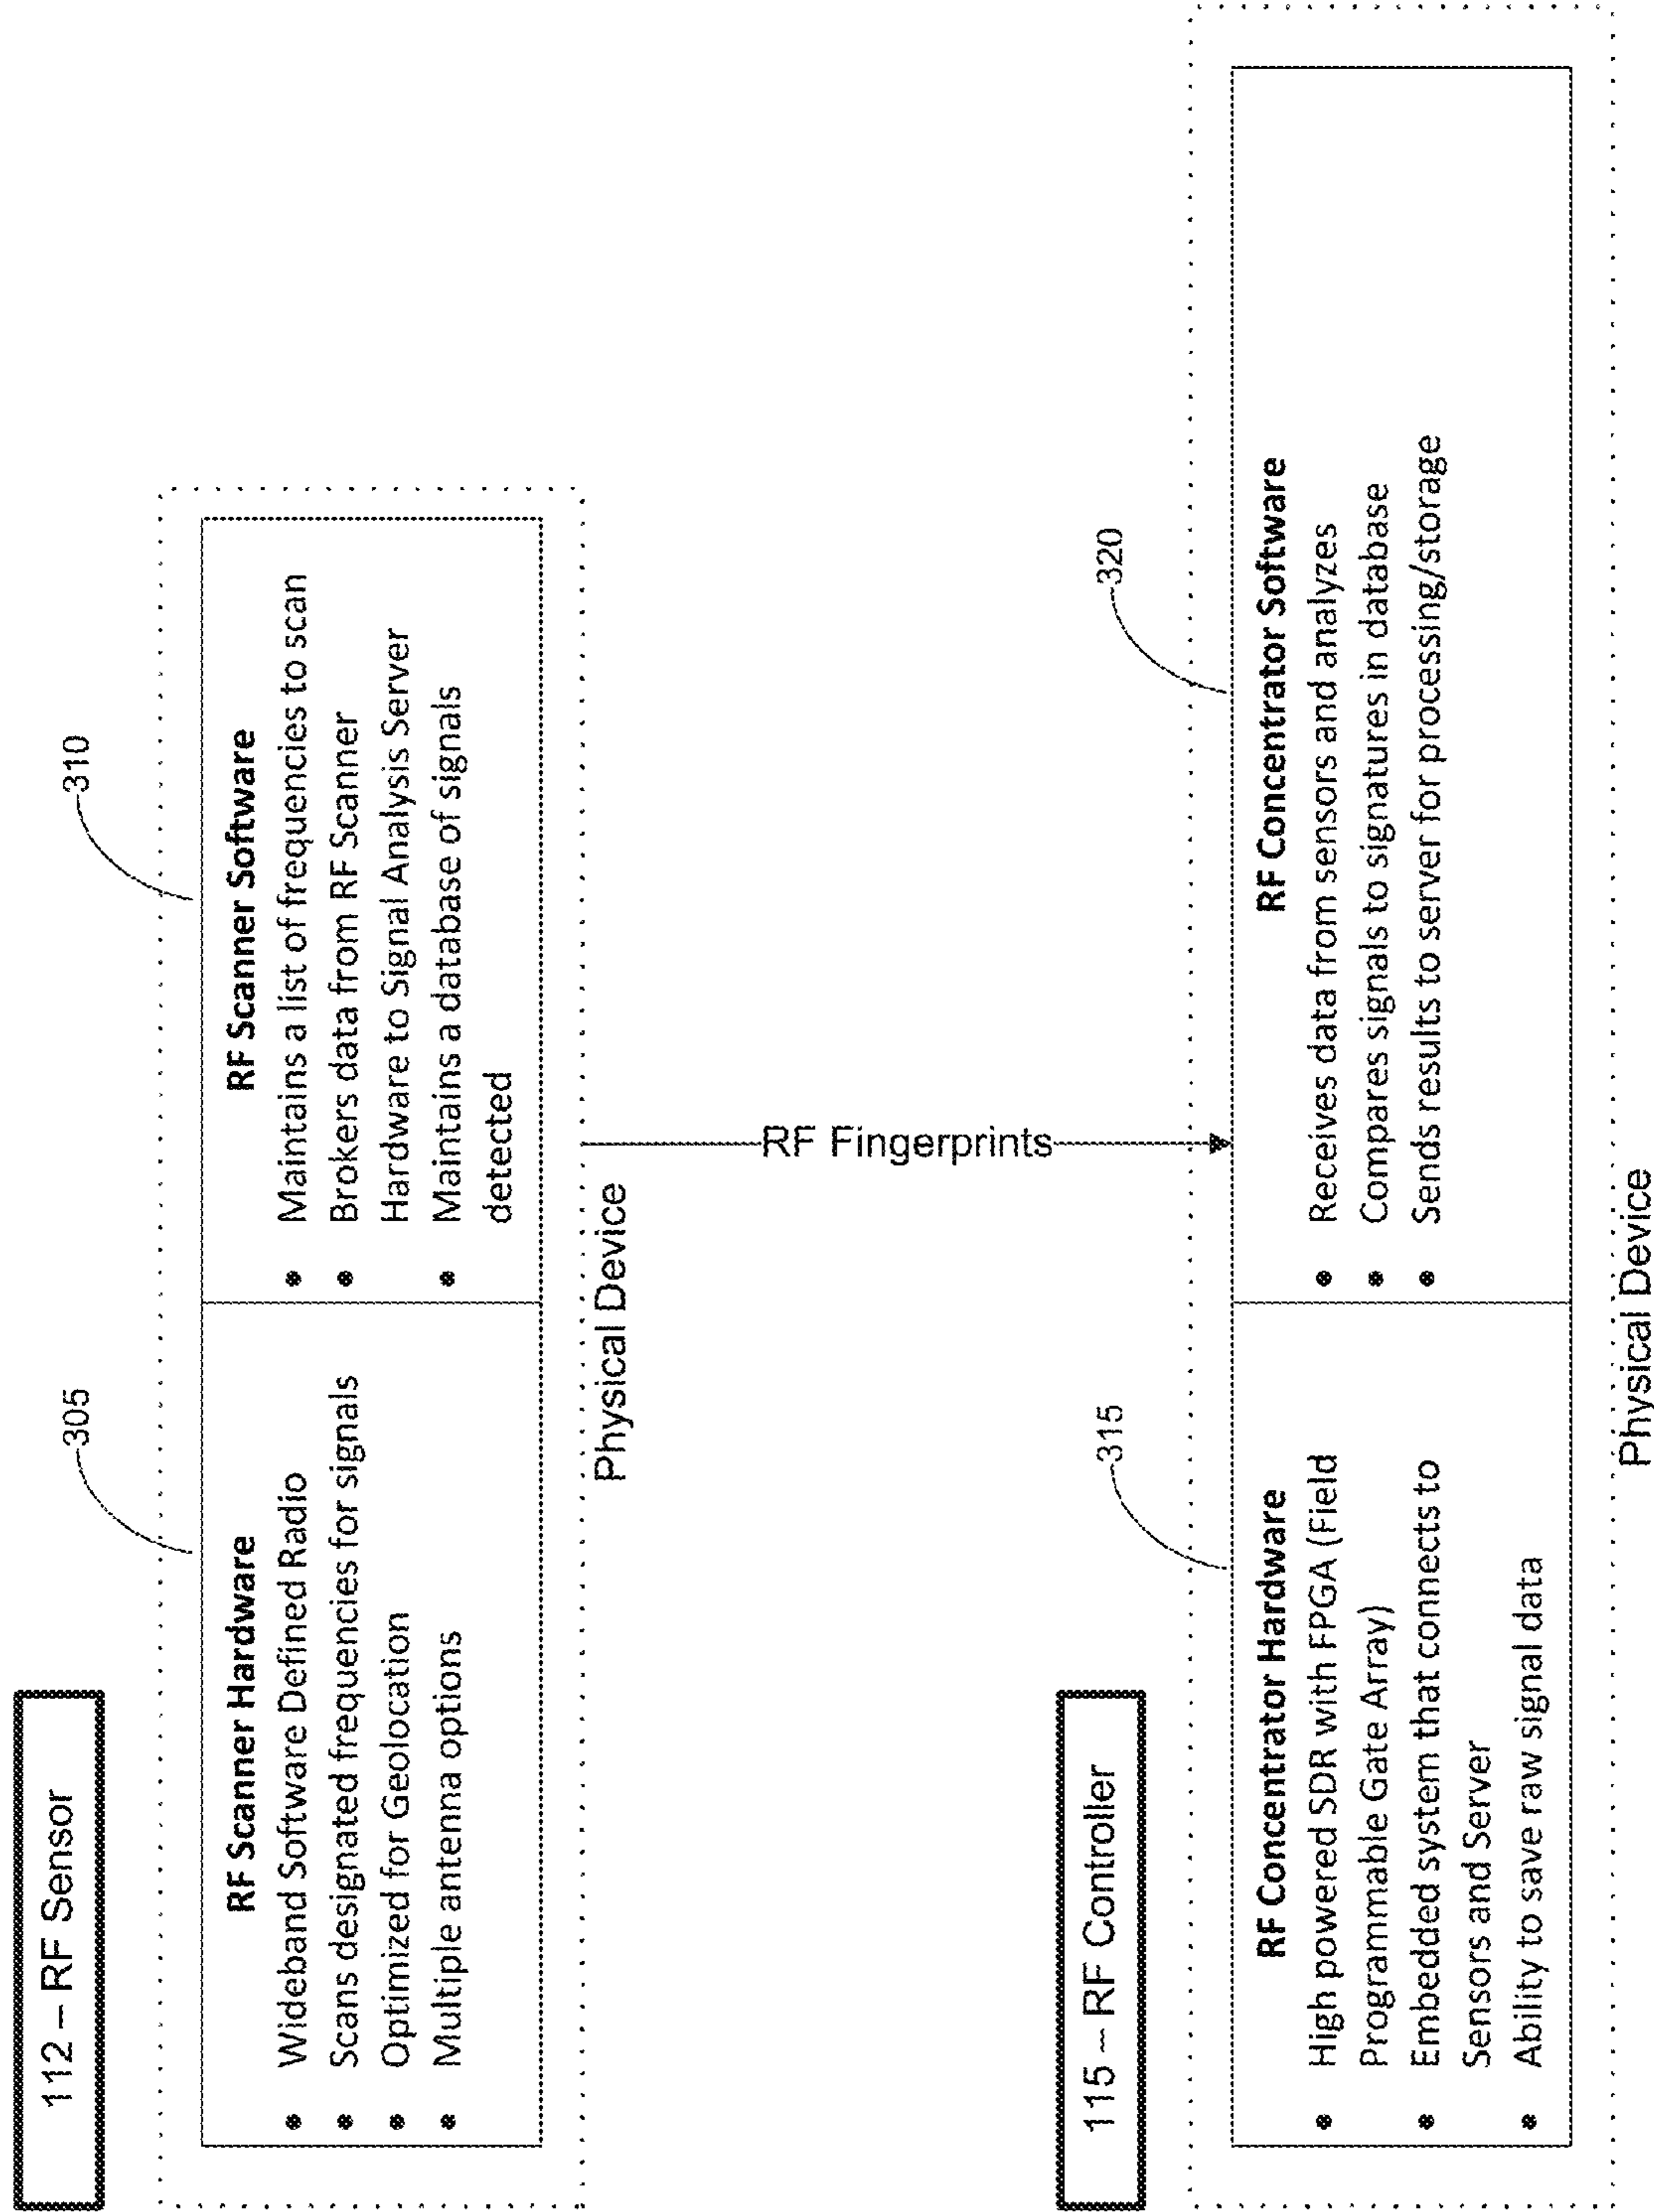 112 – RF Sensor
305
310
RF Scanner Hardware
• Wideband Software Defined Radio
• Scans designated frequencies for signals
• Optimized for Geolocation
• Multiple antenna options
RF Scanner Software
• Maintains a list of frequencies to scan
• Brokers data from RF Scanner
Hardware to Signal Analysis Server
• Maintains a database of signals
detected
Physical Device
RF Fingerprints
115 – RF Controller
315
320
RF Concentrator Hardware
• High powered SDR with FPGA (Field
Programmable Gate Array)
• Embedded system that connects to
Sensors and Server
• Ability to save raw signal data
RF Concentrator Software
• Receives data from sensors and analyzes
• Compares signals to signatures in database
• Sends results to server for processing/storage
Physical Device